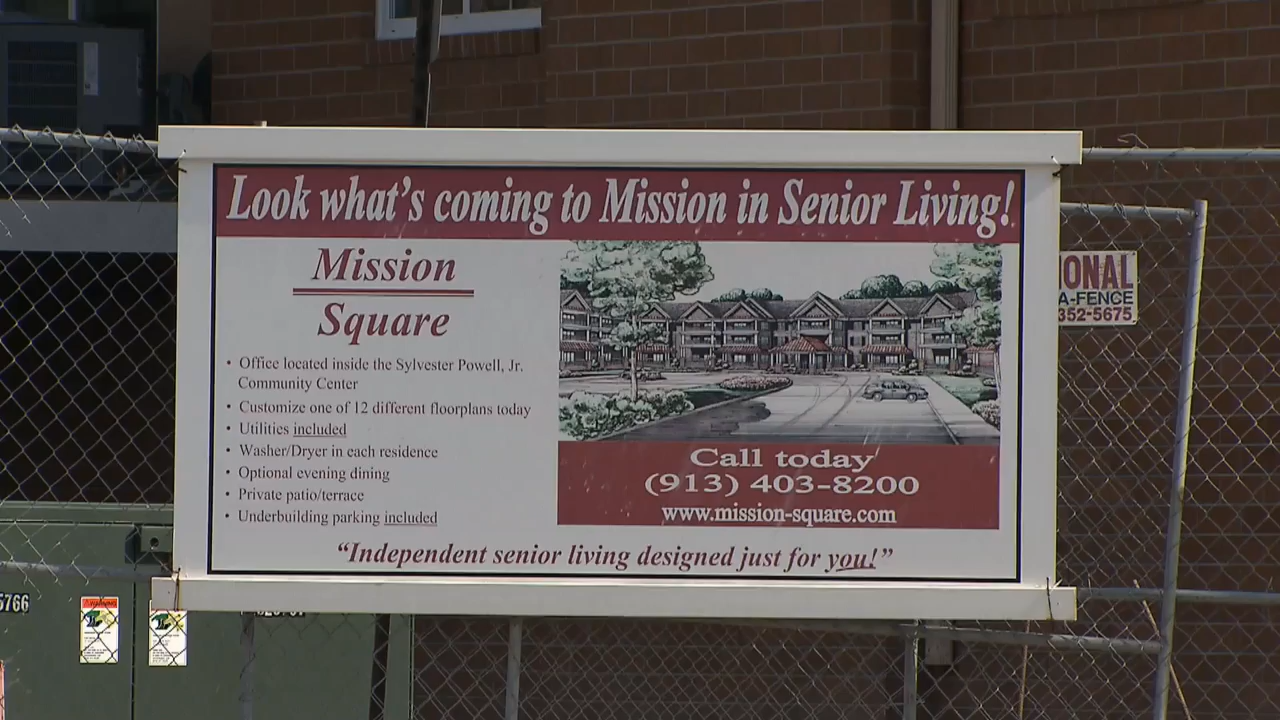 Look what's coming to Mission in Senior Living!
Mission
Square
• Office located inside the Sylvester Powell, Jr.
Community Center
• Customize one of 12 different floorplans today
• Utilities included
• Washer/Dryer in each residence
• Optional evening dining
• Private patio/terrace
• Underbuilding parking included
Call today
(913) 403-8200
www.mission-square.com
“Independent senior living designed just for you!”
IONAL
A-FENCE
352-5675
5766